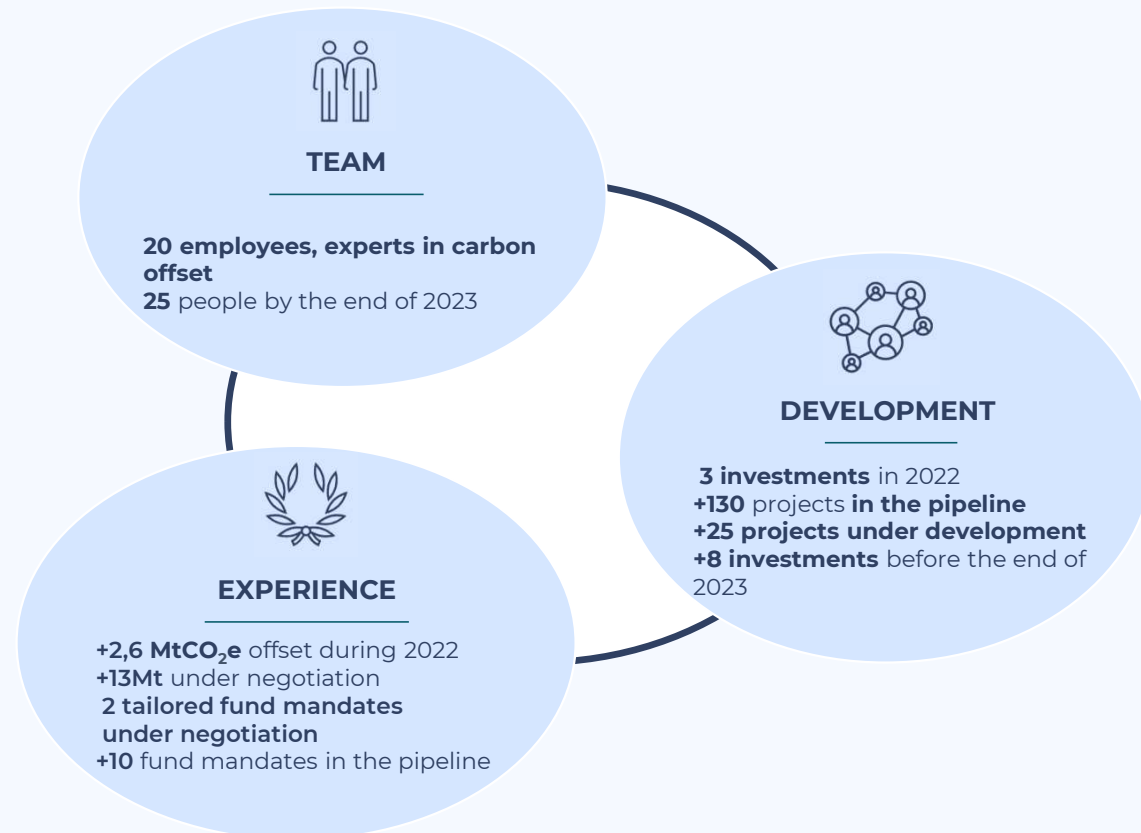 TEAM
20 employees, experts in carbon
offset
25 people by the end of 2023
DEVELOPMENT
3 investments in 2022
+130 projects in the pipeline
+25 projects under development
+8 investments before the end of
2023
EXPERIENCE
+2,6 MtCO₂e offset during 2022
+13Mt under negotiation
2 tailored fund mandates
under negotiation
+10 fund mandates in the pipeline